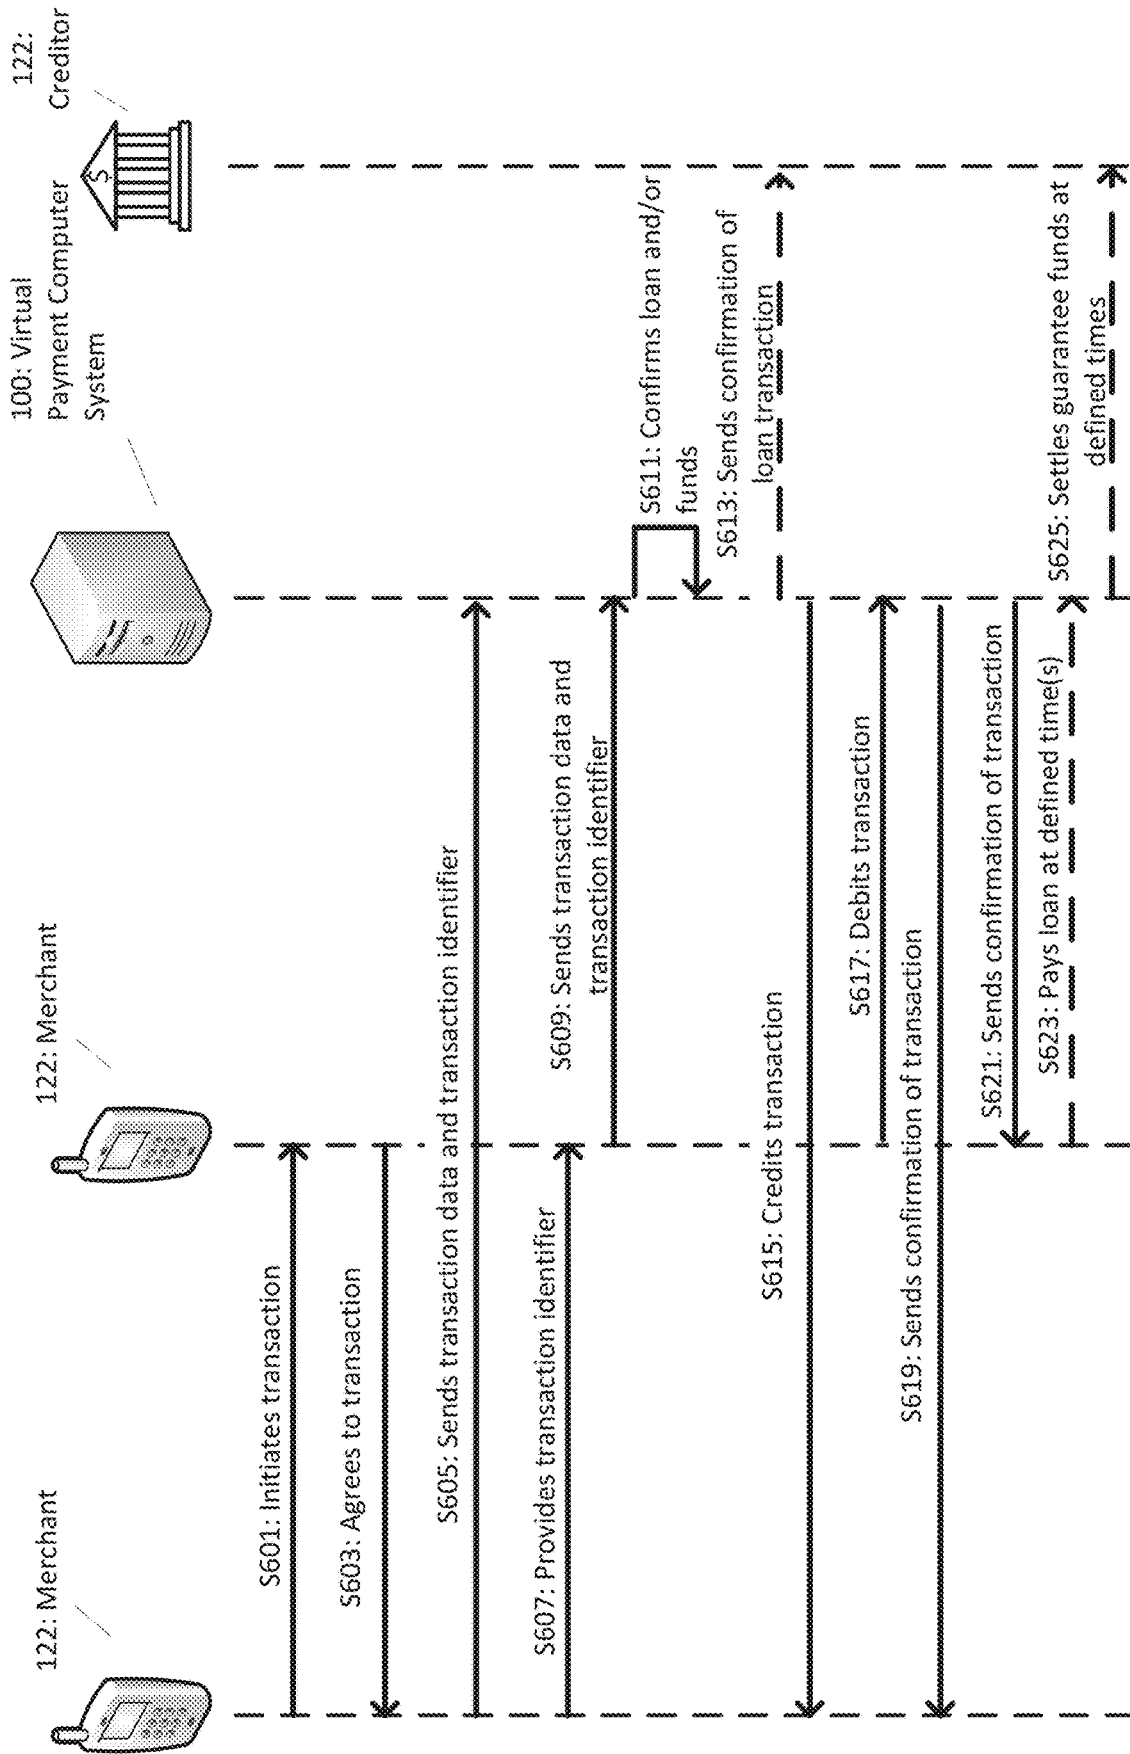 122: Merchant
122: Merchant
100: Virtual
Payment Computer
System
122:
Creditor
$
S601: Initiates transaction
S603: Agrees to transaction
S605: Sends transaction data and transaction identifier
S607: Provides transaction identifier
S609: Sends transaction data and
transaction identifier
S611: Confirms loan and/or
funds
S613: Sends confirmation of
loan transaction
S615: Credits transaction
S617: Debits transaction
S619: Sends confirmation of transaction
S621: Sends confirmation of transaction
S623: Pays loan at defined time(s)
S625: Settles guarantee funds at
defined times